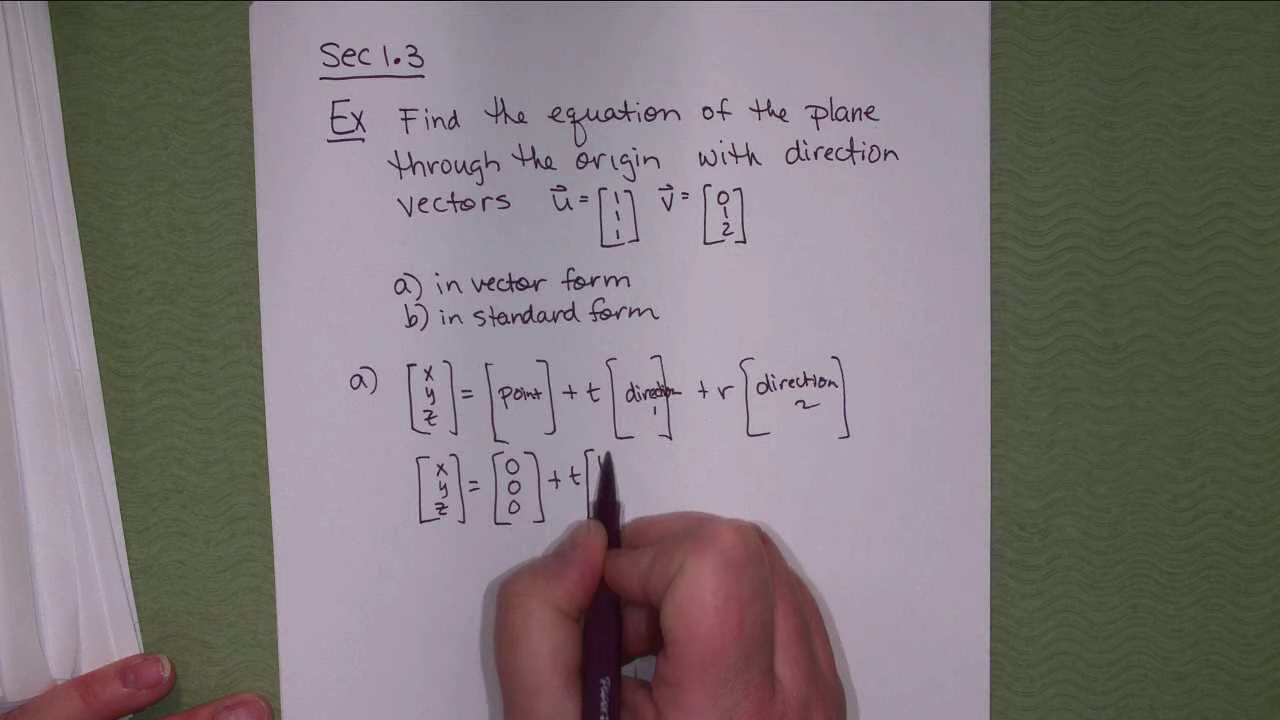 Sec 1.3
Ex Find the equation of the plane
through the origin with direction
vectors u⃗ = [1 1 1] v⃗ = [0 1 2]
a) in vector form
b) in standard form
a) [x y z] = [point] + t [direction 1] + r [direction 2]
[x y z] = [0 0 0] + t [